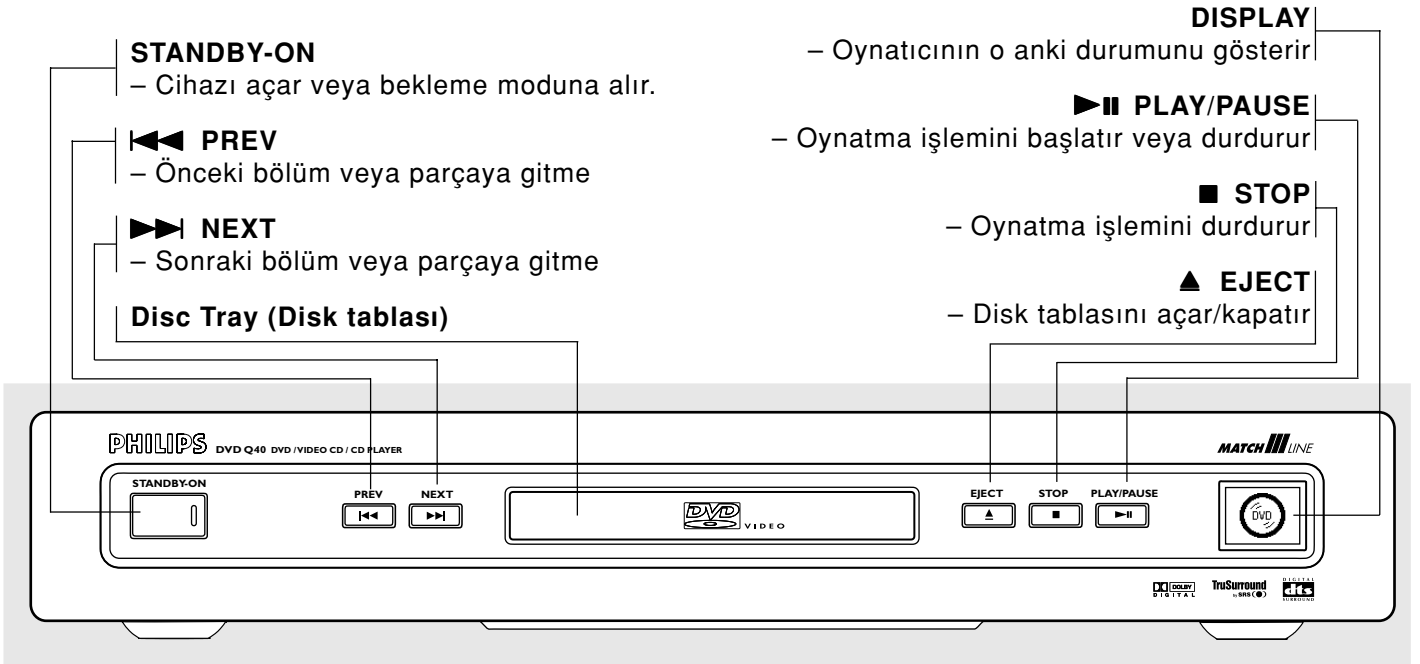 STANDBY-ON
– Cihazı açar veya bekleme moduna alır.
PREV
– Önceki bölüm veya parçaya gitme
NEXT
– Sonraki bölüm veya parçaya gitme
Disc Tray (Disk tablası)
DISPLAY
– Oynatıcının o anki durumunu gösterir
PLAY/PAUSE
– Oynatma işlemini başlatır veya durdurur
STOP
– Oynatma işlemini durdurur
EJECT
– Disk tablasını açar/kapatır
PHILIPS DVD Q40 DVD / VIDEO CD / CD PLAYER
MATCH LINE
STANDBY-ON
PREV
NEXT
DVD VIDEO
EJECT
STOP
PLAY/PAUSE
DVD
DOLBY DIGITAL
TruSurround by SRS
DIGITAL dts SURROUND